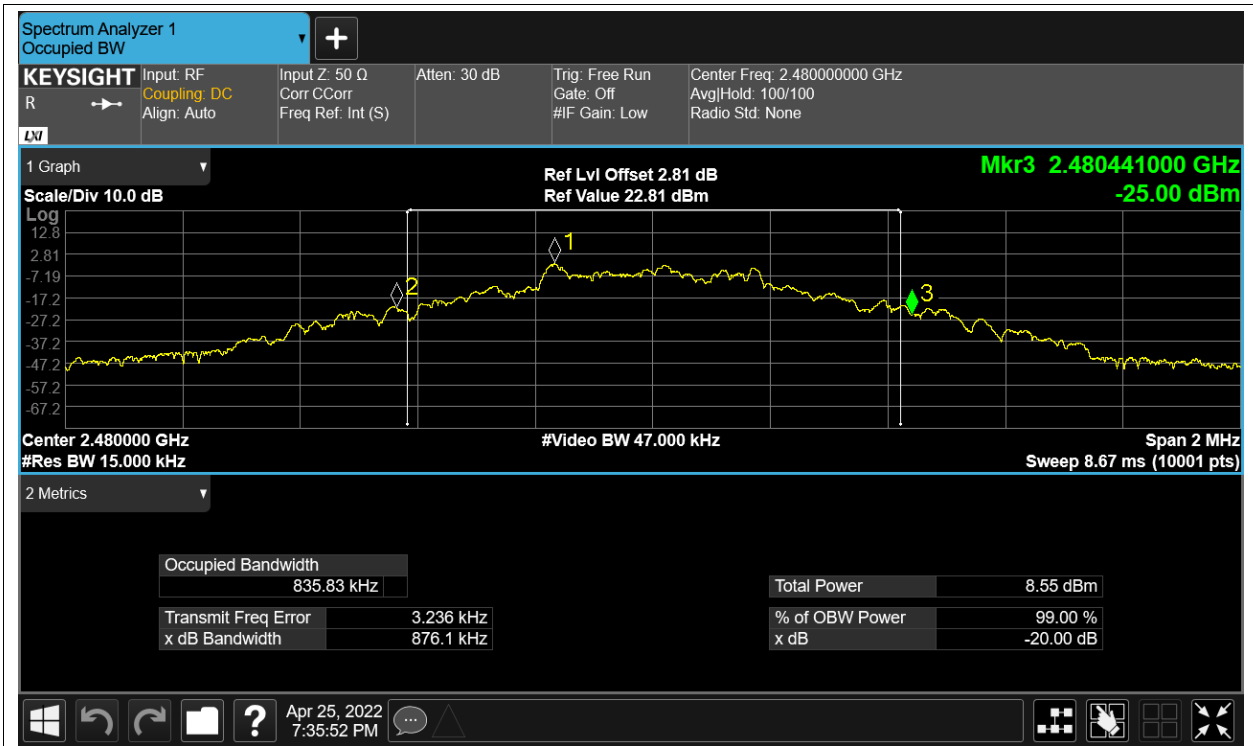 Spectrum Analyzer 1
Occupied BW
KEYSIGHT
R
LXI
Input: RF
Coupling: DC
Align: Auto
Input Z: 50 Ω
Corr CCorr
Freq Ref: Int (S)
Atten: 30 dB
Trig: Free Run
Gate: Off
#IF Gain: Low
Center Freq: 2.480000000 GHz
Avg|Hold: 100/100
Radio Std: None
1 Graph
Scale/Div 10.0 dB
Ref Lvl Offset 2.81 dB
Ref Value 22.81 dBm
Mkr3 2.480441000 GHz
-25.00 dBm
Log
12.8
2.81
-7.19
-17.2
-27.2
-37.2
-47.2
-57.2
-67.2
1
2
3
Center 2.480000 GHz
#Res BW 15.000 kHz
#Video BW 47.000 kHz
Span 2 MHz
Sweep 8.67 ms (10001 pts)
2 Metrics
Occupied Bandwidth
835.83 kHz
Transmit Freq Error 3.236 kHz
x dB Bandwidth 876.1 kHz
Total Power 8.55 dBm
% of OBW Power 99.00 %
x dB -20.00 dB
?
Apr 25, 2022
7:35:52 PM